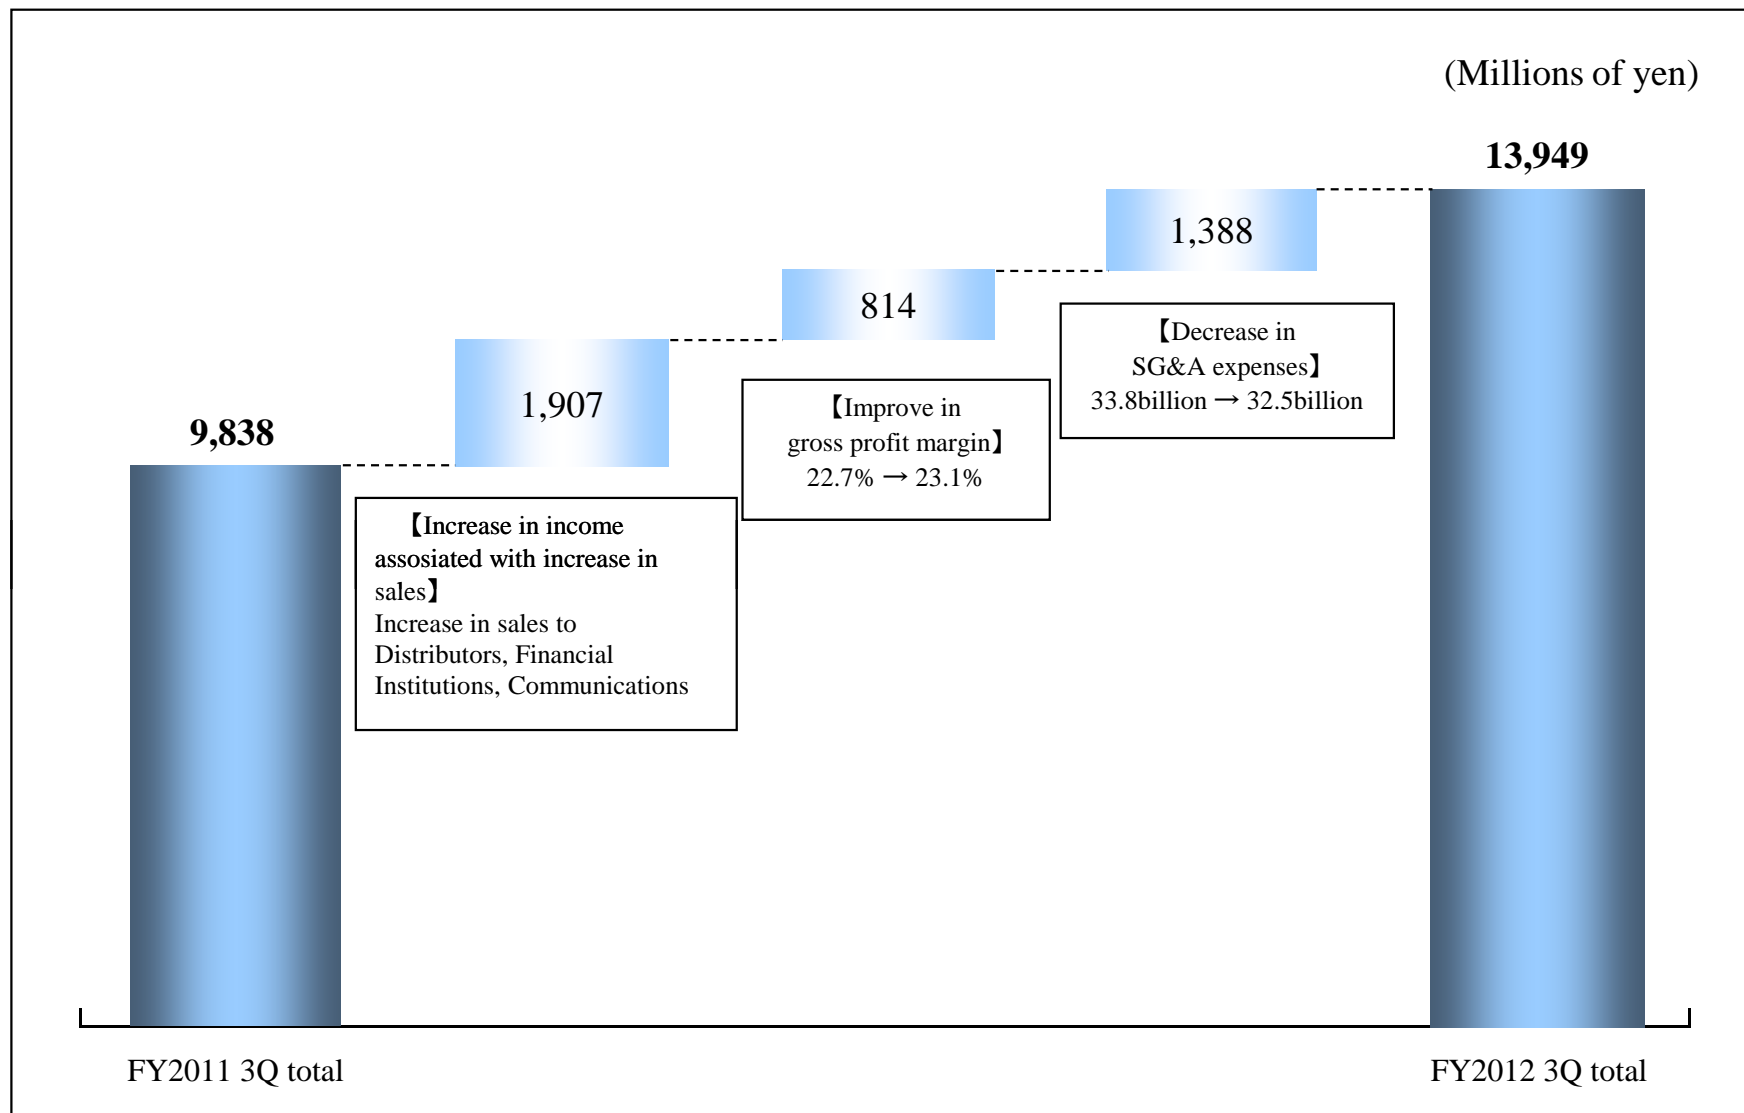 (Millions of yen)
13,949
1,388
814
【Decrease in
SG&A expenses】
33.8billion → 32.5billion
1,907
【Improve in
gross profit margin】
22.7% → 23.1%
9,838
【Increase in income
assosiated with increase in
sales】
Increase in sales to
Distributors, Financial
Institutions, Communications
FY2011 3Q total
FY2012 3Q total